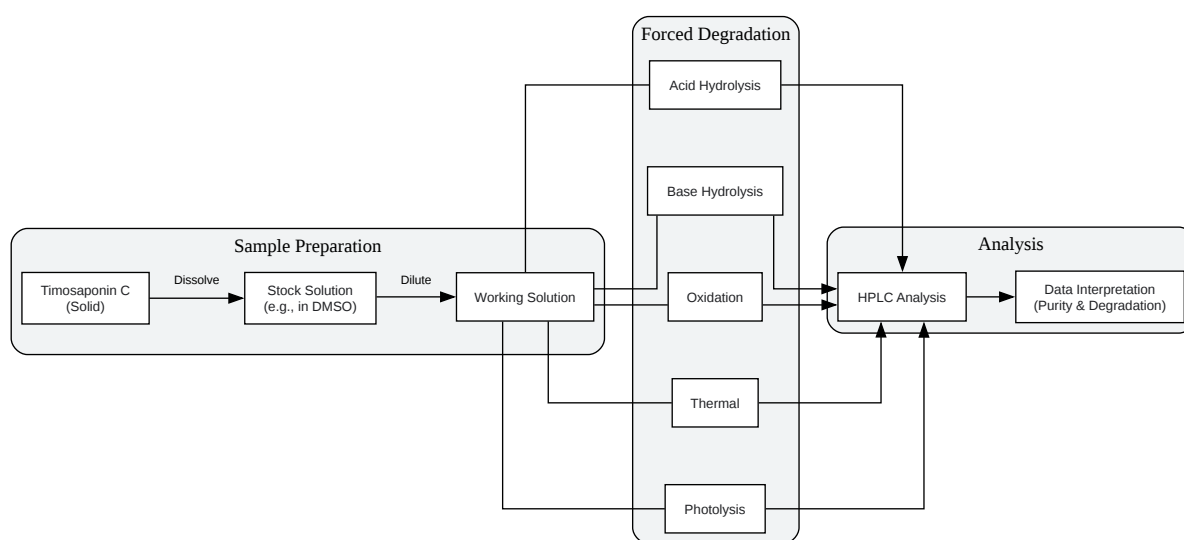 Forced Degradation
Acid Hydrolysis
Base Hydrolysis
Sample Preparation
Analysis
Timosaponin C
(Solid)
Dissolve
Stock Solution
(e.g., in DMSO)
Dilute
Working Solution
Oxidation
HPLC Analysis
Data Interpretation
(Purity & Degradation)
Thermal
Photolysis